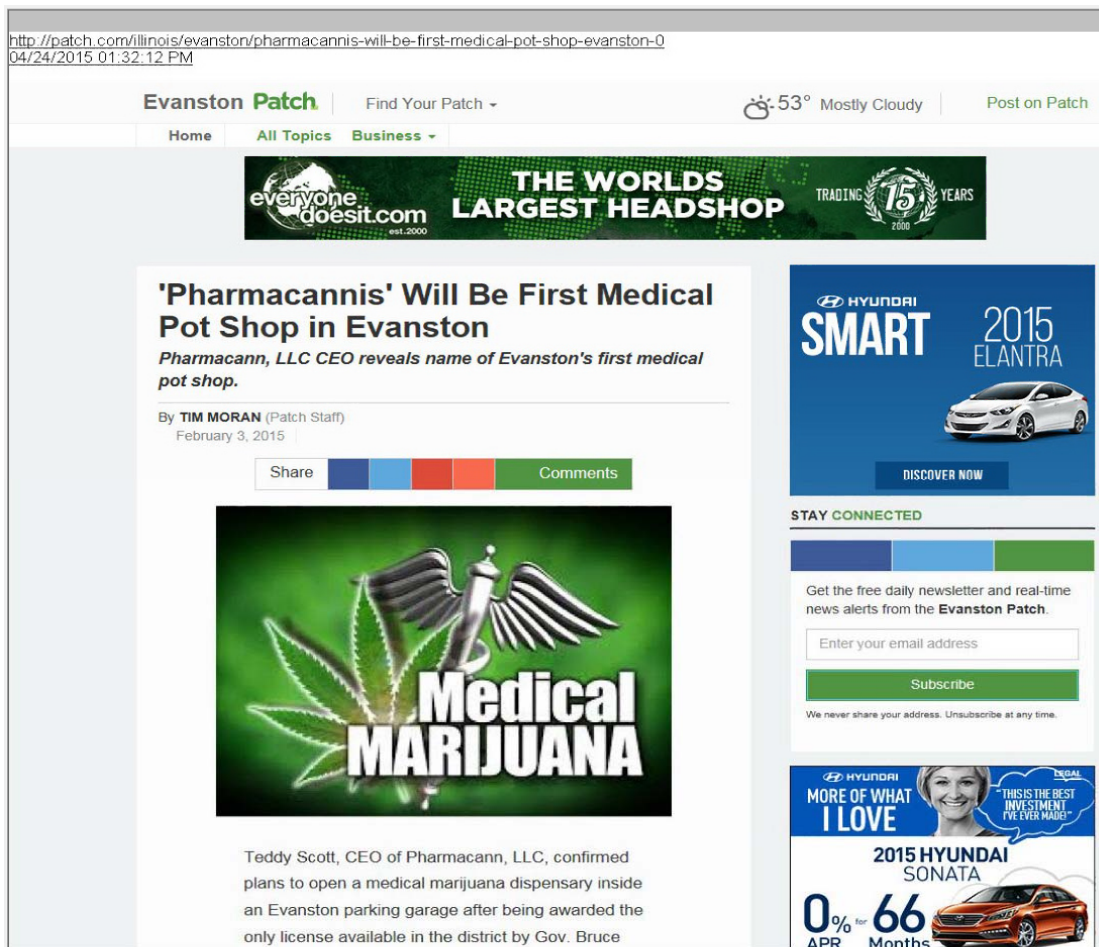 http://patch.com/illinois/evanston/pharmacannis-will-be-first-medical-pot-shop-evanston-0
04/24/2015 01:32:12 PM
Evanston Patch
Find Your Patch
53° Mostly Cloudy
Post on Patch
Home
All Topics
Business
everyone
doesit.com
est.2000
THE WORLDS
LARGEST HEADSHOP
TRADING 15 YEARS
2000
'Pharmacannis' Will Be First Medical
Pot Shop in Evanston
Pharmacann, LLC CEO reveals name of Evanston's first medical
pot shop.
By TIM MORAN (Patch Staff)
February 3, 2015
Share
Comments
Medical
MARIJUANA
Teddy Scott, CEO of Pharmacann, LLC, confirmed
plans to open a medical marijuana dispensary inside
an Evanston parking garage after being awarded the
only license available in the district by Gov. Bruce
HYUNDAI
SMART
2015
ELANTRA
DISCOVER NOW
STAY CONNECTED
Get the free daily newsletter and real-time
news alerts from the Evanston Patch.
Enter your email address
Subscribe
We never share your address. Unsubscribe at any time.
HYUNDAI
MORE OF WHAT
I LOVE
LEGAL
"THIS IS THE BEST
INVESTMENT
I'VE EVER MADE!"
2015 HYUNDAI
SONATA
0% for 66
APR Months